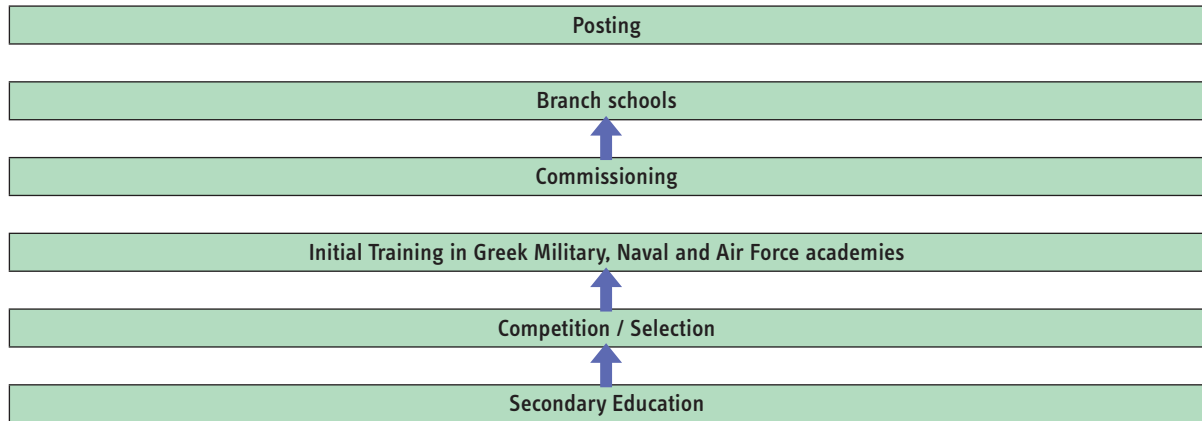 Posting
Branch schools
Commissioning
Initial Training in Greek Military, Naval and Air Force academies
Competition / Selection
Secondary Education